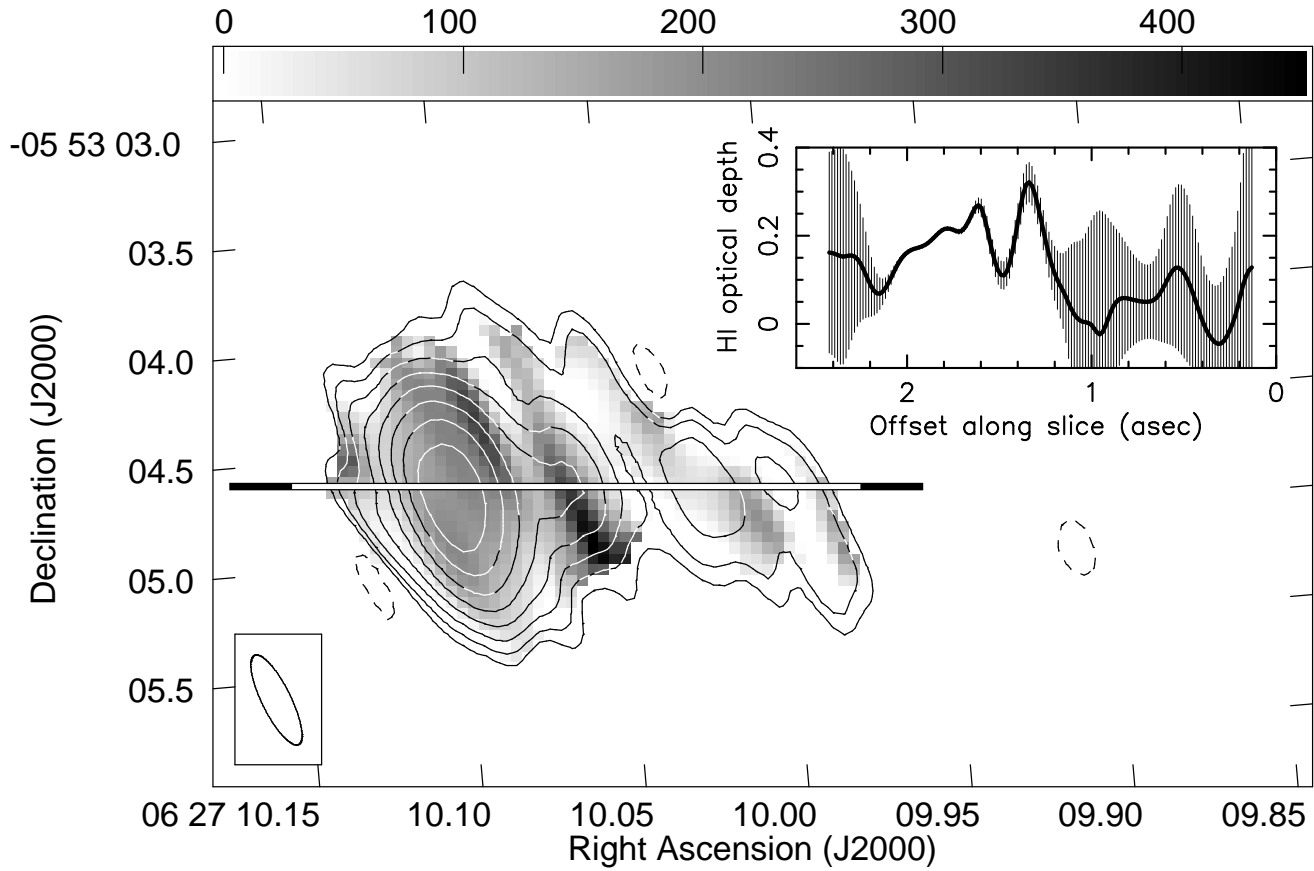 0 100 200 300 400
-05 53 03.0
03.5
04.0
04.5
05.0
05.5
Declination (J2000)
HI optical depth
0.4
0.2
0
2 1 0
Offset along slice (asec)
06 27 10.15 10.10 10.05 10.00 09.95 09.90 09.85
Right Ascension (J2000)